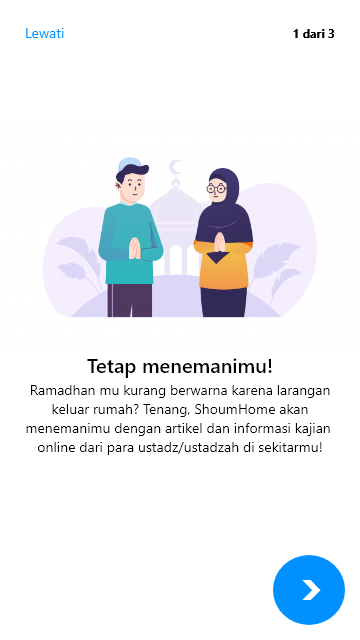 Lewati
1 dari 3
Tetap menemanimu!
Ramadhan mu kurang berwarna karena larangan
keluar rumah? Tenang, ShoumHome akan
menemanimu dengan artikel dan informasi kajian
online dari para ustadz/ustadzah di sekitarmu!